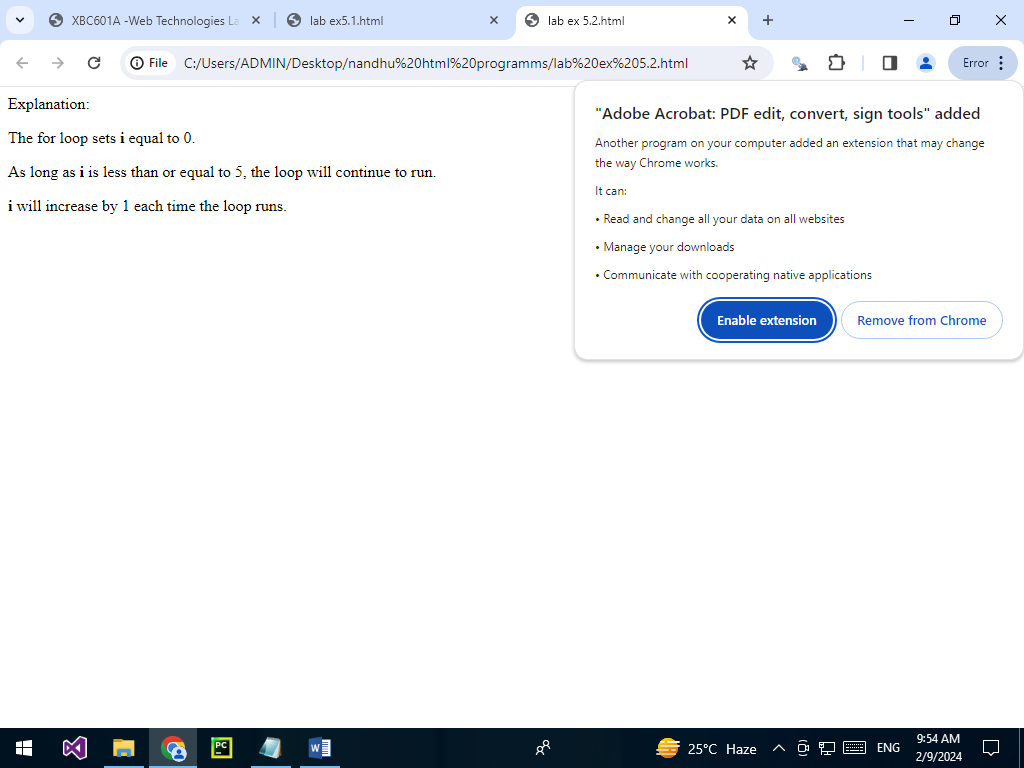 XBC601A -Web Technologies La
lab ex5.1.html
lab ex 5.2.html
File
C:/Users/ADMIN/Desktop/nandhu%20html%20programms/lab%20ex%205.2.html
Error
Explanation:
The for loop sets i equal to 0.
As long as i is less than or equal to 5, the loop will continue to run.
i will increase by 1 each time the loop runs.
"Adobe Acrobat: PDF edit, convert, sign tools" added
Another program on your computer added an extension that may change
the way Chrome works.
It can:
• Read and change all your data on all websites
• Manage your downloads
• Communicate with cooperating native applications
Enable extension
Remove from Chrome
PC
W
25°C Haze
ENG
9:54 AM
2/9/2024